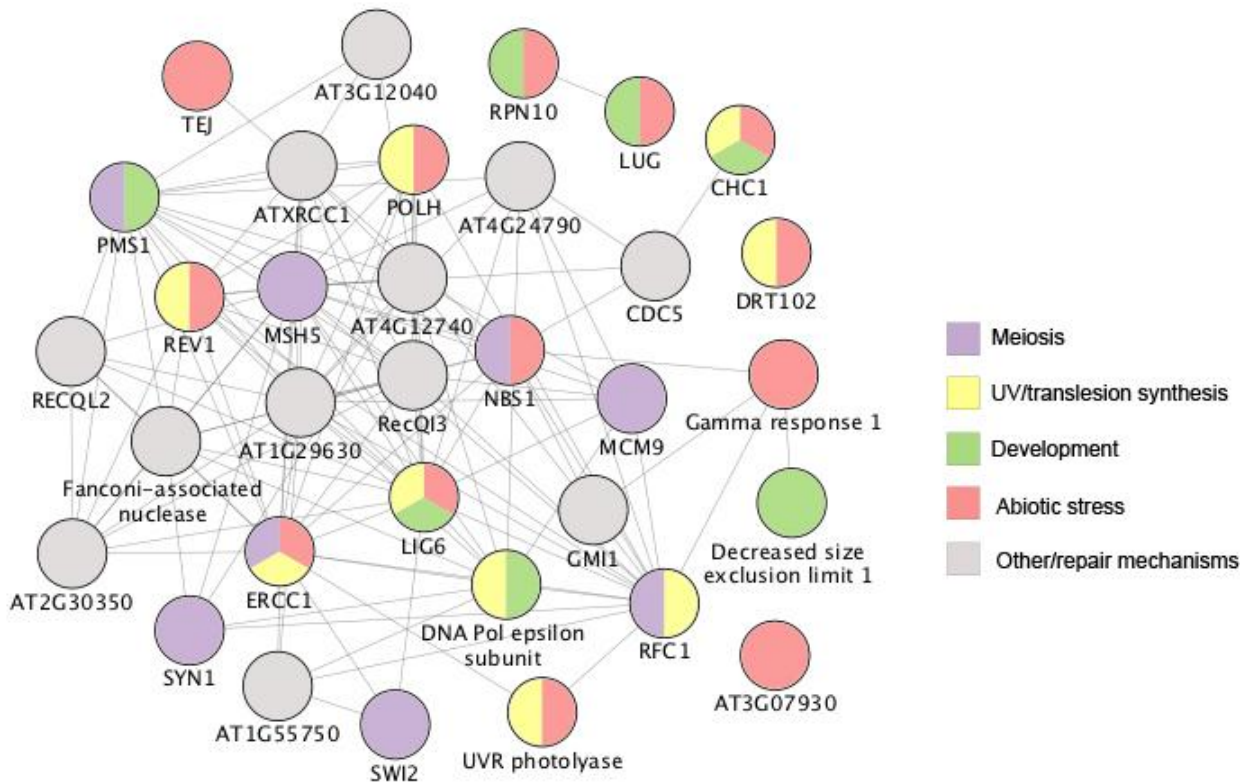 AT3G12040
TEJ
RPN10
LUG
CHC1
ATXRCC1
POLH
AT4G24790
PMS1
DRT102
CDC5
REV1
MSH5
AT4G12740
RECQL2
NBS1
Gamma response 1
RecQl3
MCM9
AT1G29630
Fanconi-associated
nuclease
LIG6
GMI1
Decreased size
exclusion limit 1
AT2G30350
ERCC1
DNA Pol epsilon
subunit
RFC1
SYN1
AT3G07930
AT1G55750
SWI2
UVR photolyase
Meiosis
UV/translesion synthesis
Development
Abiotic stress
Other/repair mechanisms